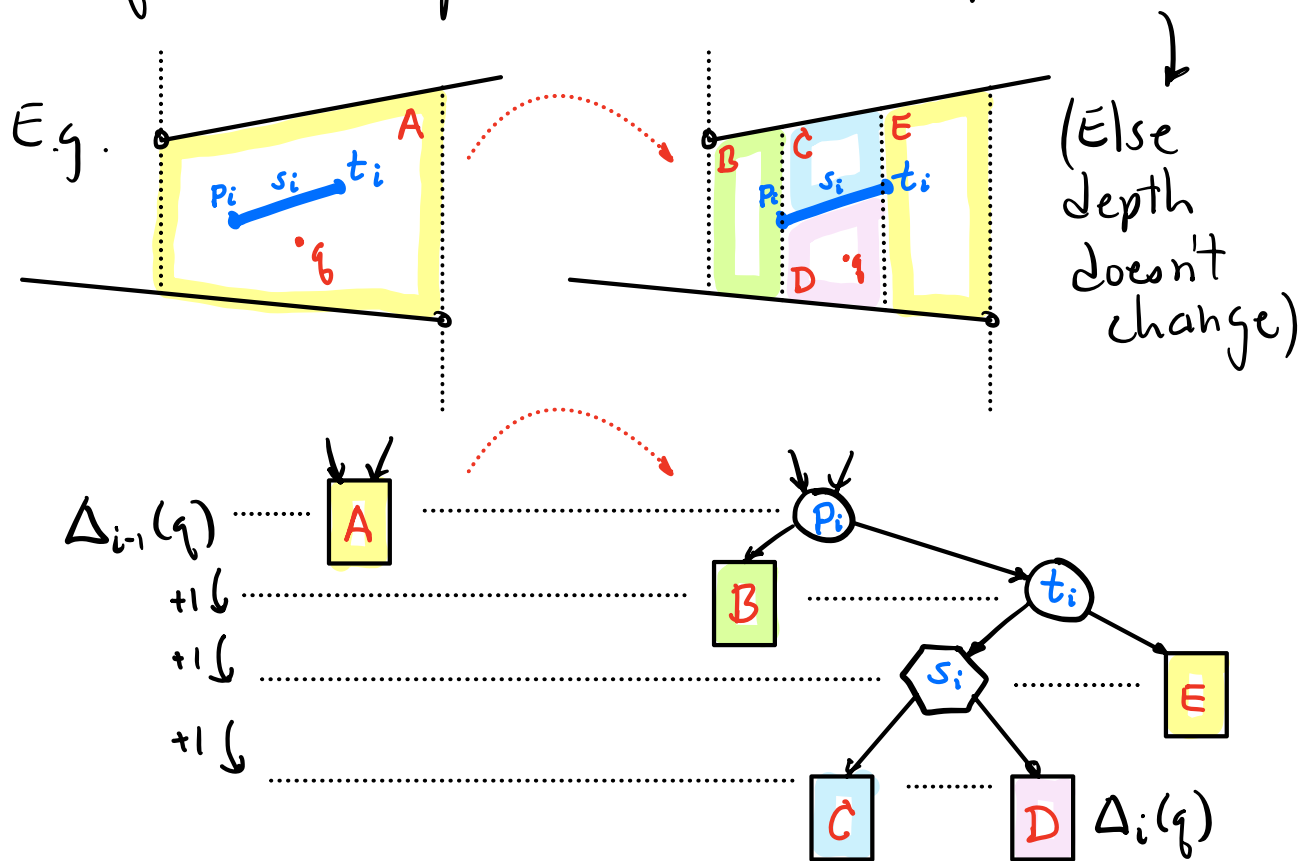 E.g.
A
pᵢ sᵢ tᵢ
q
B C E
pᵢ sᵢ tᵢ
D q
(Else
depth
doesn't
change)
Δᵢ₋₁(q) A pᵢ
+1 B tᵢ
+1 sᵢ E
+1 C D Δᵢ(q)